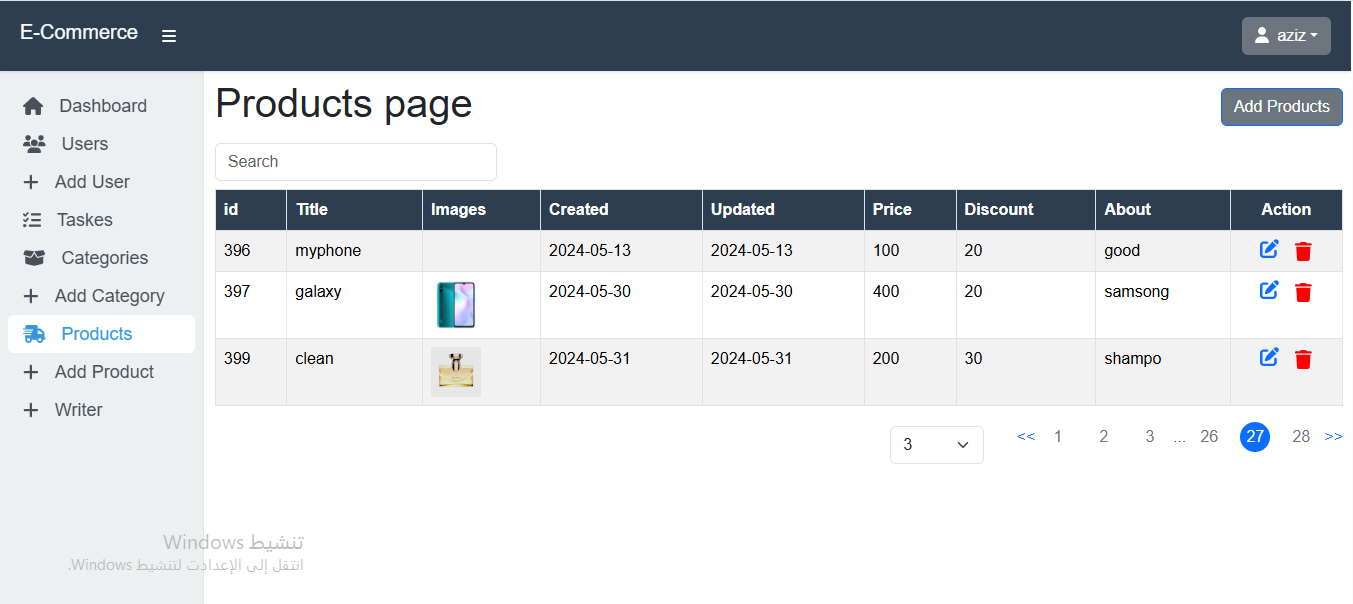 E-Commerce
aziz
Dashboard
Users
Add User
Taskes
Categories
Add Category
Products
Add Product
Writer
Products page
Add Products
Search
id Title Images Created Updated Price Discount About Action
396 myphone 2024-05-13 2024-05-13 100 20 good
397 galaxy 2024-05-30 2024-05-30 400 20 samsong
399 clean 2024-05-31 2024-05-31 200 30 shampo
3 << 1 2 3 ... 26 27 28 >>
تنشيط Windows
انتقل إلى الإعدادت لتنشيط Windows.